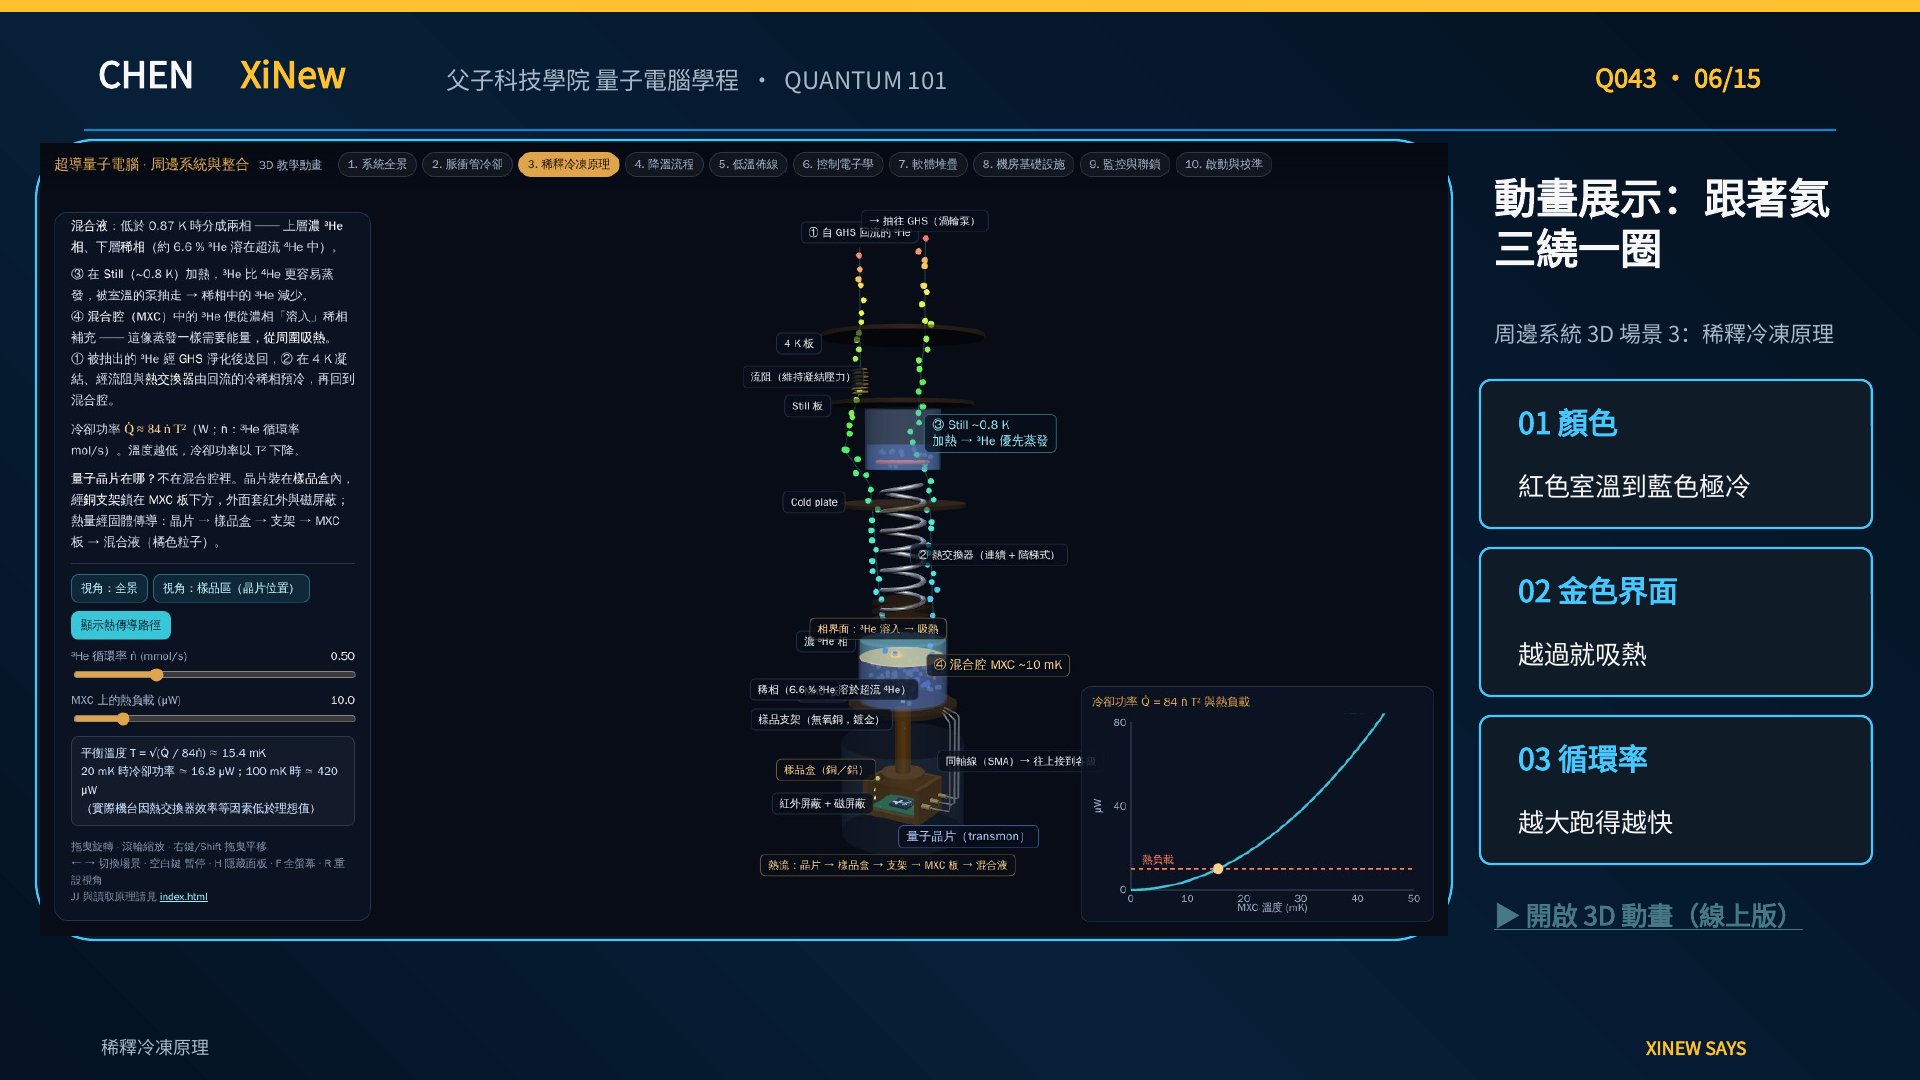 CHEN XiNew
父子科技學院 量子電腦學程 • QUANTUM 101
Q043 • 06/15
超導量子電腦 · 周邊系統與整合 3D 教學動畫
1. 系統全景
2. 脈衝管冷卻
3. 稀釋冷凍原理
4. 降溫流程
5. 低溫佈線
6. 控制電子學
7. 軟體堆疊
8. 機房基礎設施
9. 監控與聯鎖
10. 啟動與校準
混合液：低於 0.87 K 時分成兩相 —— 上層濃 ³He
相、下層稀相（約 6.6 % ³He 溶在超流 ⁴He 中）。
③ 在 Still（~0.8 K）加熱，³He 比 ⁴He 更容易蒸
發，被室溫的泵抽走 → 稀相中的 ³He 減少。
④ 混合腔（MXC）中的 ³He 便從濃相「溶入」稀相
補充 —— 這像蒸發一樣需要能量，從周圍吸熱。
① 被抽出的 ³He 經 GHS 淨化後送回，② 在 4 K 凝
結、經流阻與熱交換器由回流的冷稀相預冷，再回到
混合腔。
冷卻功率 Q̇ ≈ 84 ṅ T²（W；ṅ：³He 循環率
mol/s）。溫度越低，冷卻功率以 T² 下降。
量子晶片在哪？不在混合腔裡。晶片裝在樣品盒內，
經銅支架鎖在 MXC 板下方，外面套紅外與磁屏蔽；
熱量經固體傳導：晶片 → 樣品盒 → 支架 → MXC
板 → 混合液（橘色粒子）。
視角：全景
視角：樣品區（晶片位置）
顯示熱傳導路徑
³He 循環率 ṅ (mmol/s) 0.50
MXC 上的熱負載 (μW) 10.0
平衡溫度 T = √(Q̇ / 84ṅ) ≈ 15.4 mK
20 mK 時冷卻功率 ≈ 16.8 μW；100 mK 時 ≈ 420
μW
（實際機台因熱交換器效率等因素低於理想值）
拖曳旋轉 · 滾輪縮放 · 右鍵/Shift 拖曳平移
← → 切換場景 · 空白鍵 暫停 · H 隱藏面板 · F 全螢幕 · R 重
設視角
JJ 與讀取原理請見 index.html
→ 抽往 GHS（渦輪泵）
① 自 GHS 回流的 ³He
4 K 板
流阻（維持凝結壓力）
Still 板
③ Still ~0.8 K
加熱 → ³He 優先蒸發
Cold plate
② 熱交換器（連續 + 階梯式）
相界面：³He 溶入 → 吸熱
濃 ³He 相
④ 混合腔 MXC ~10 mK
稀相（6.6 % ³He 溶於超流 ⁴He）
樣品支架（無氧銅，鍍金）
同軸線（SMA）→ 往上接到各
樣品盒（銅／鋁）
紅外屏蔽 + 磁屏蔽
量子晶片（transmon）
熱流：晶片 → 樣品盒 → 支架 → MXC 板 → 混合液
冷卻功率 Q̇ = 84 ṅ T² 與熱負載
80
40
0
μW
熱負載
0 10 20 30 40 50
MXC 溫度 (mK)
動畫展示：跟著氦
三繞一圈
周邊系統 3D 場景 3：稀釋冷凍原理
01 顏色
紅色室溫到藍色極冷
02 金色界面
越過就吸熱
03 循環率
越大跑得越快
▶ 開啟 3D 動畫（線上版）
稀釋冷凍原理
XINEW SAYS